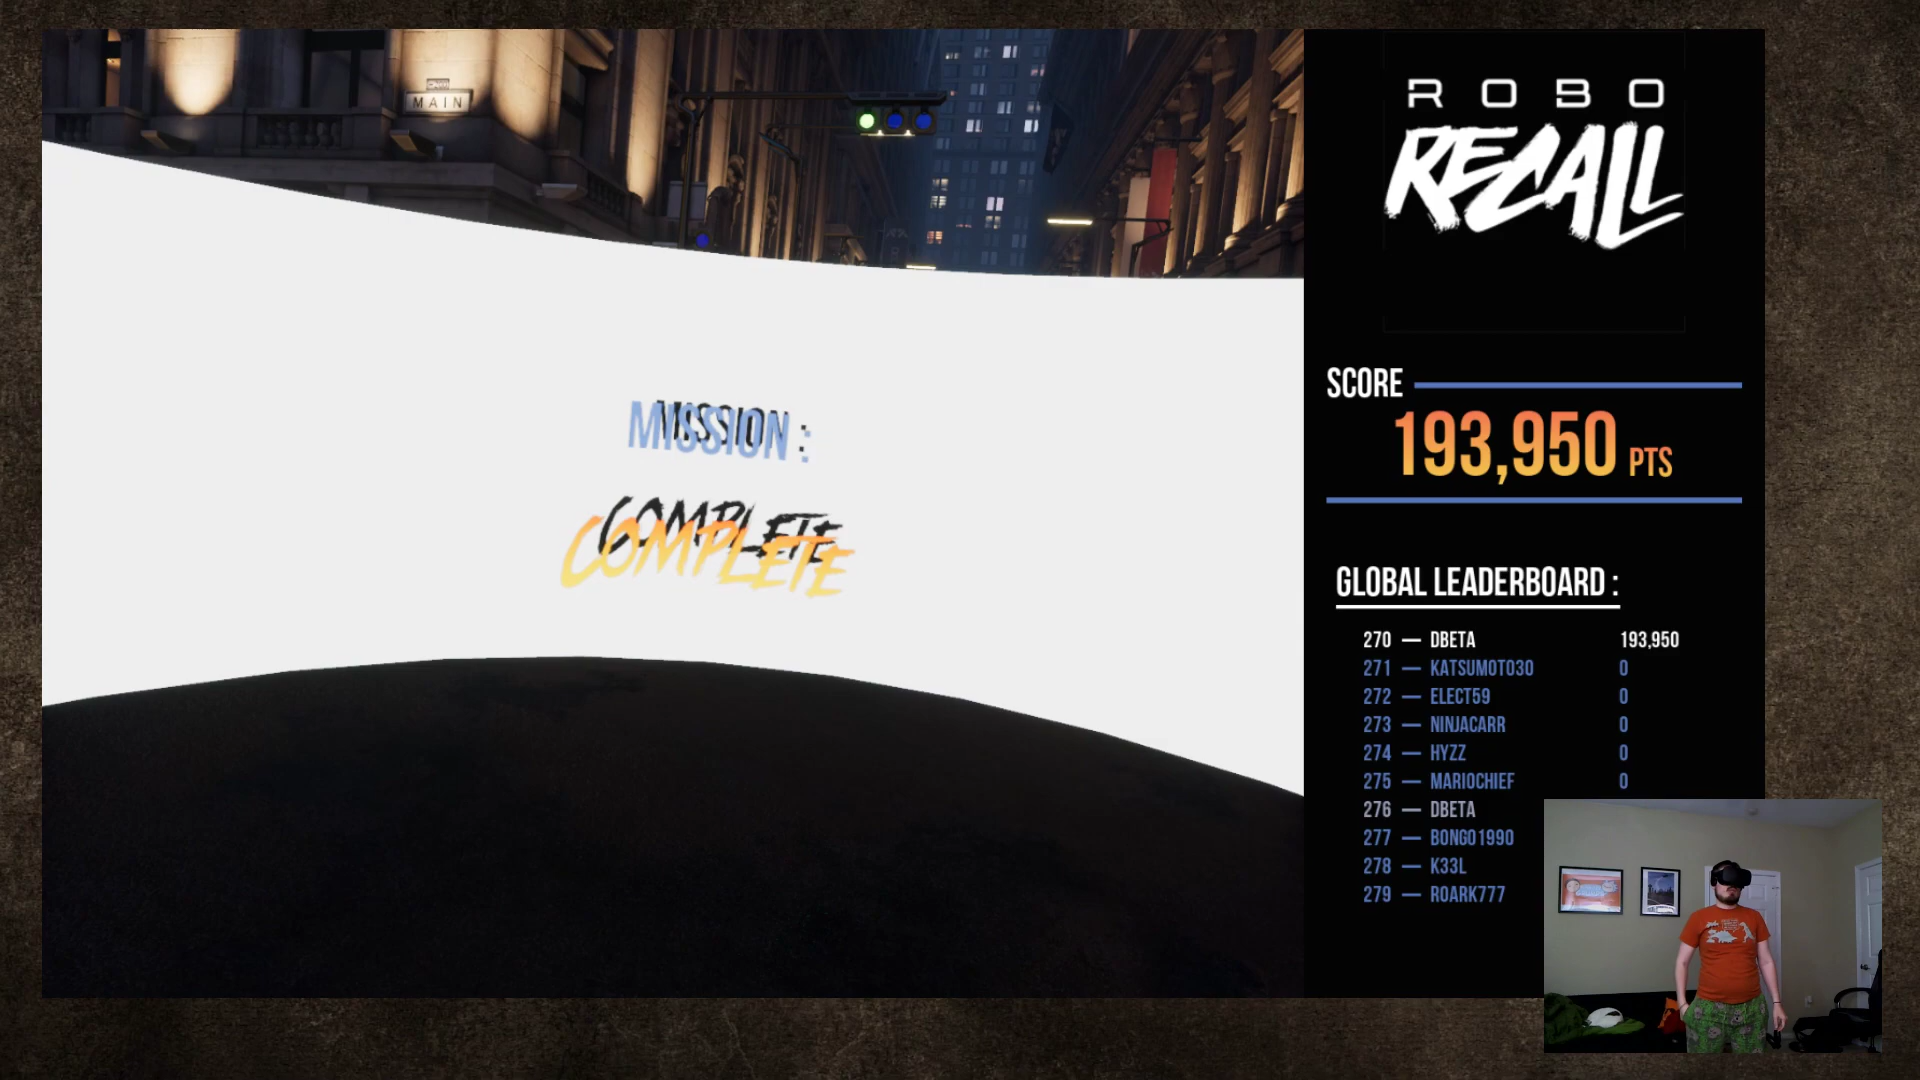 MAIN
MISSION :
COMPLETE
ROBO
RECALL
SCORE
193,950 PTS
GLOBAL LEADERBOARD :
270 — DBETA 193,950
271 — KATSUMOTO30 0
272 — ELECT59 0
273 — NINJACARR 0
274 — HYZZ 0
275 — MARIOCHIEF 0
276 — DBETA
277 — BONGO1990
278 — K33L
279 — ROARK777